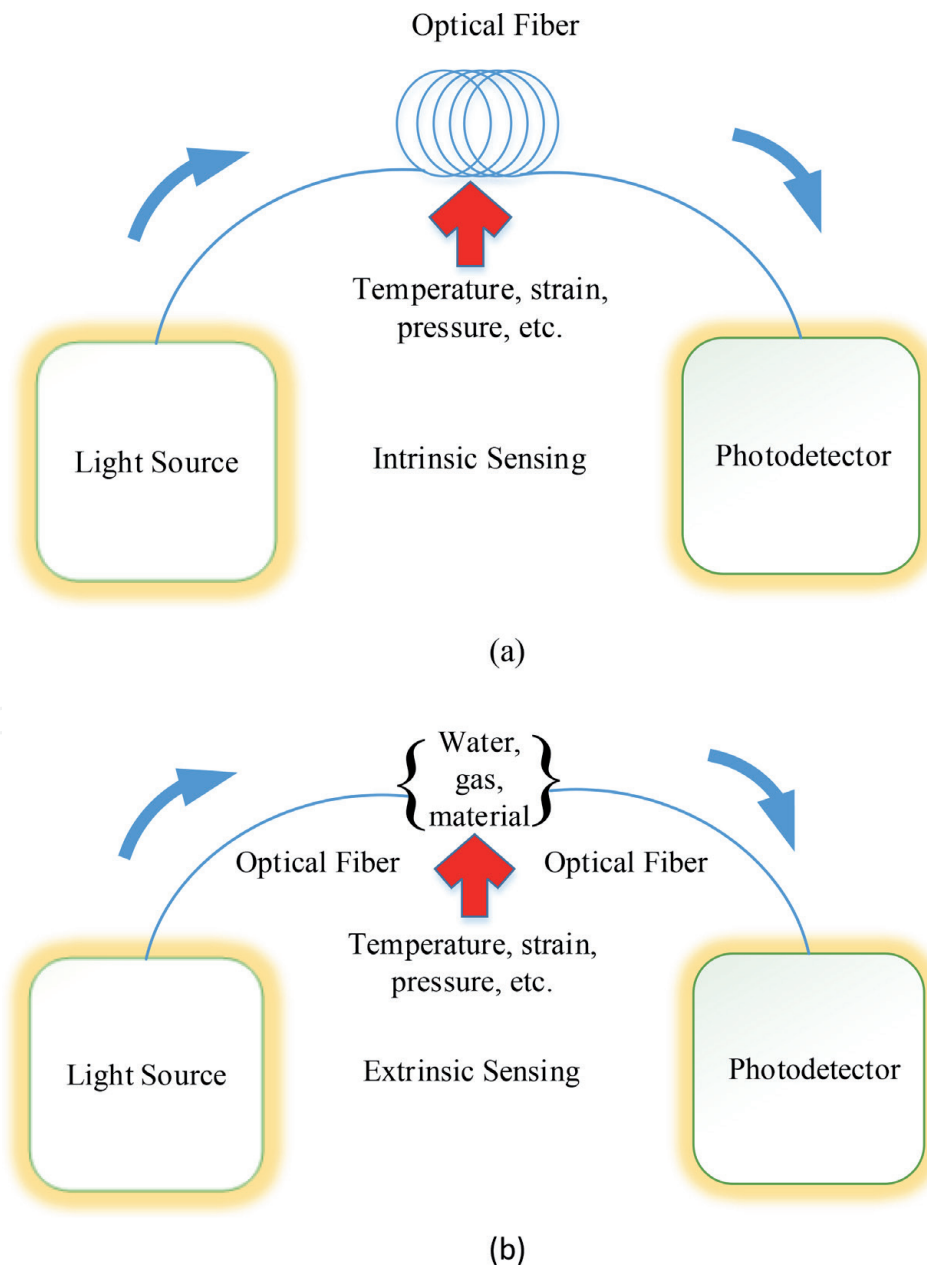 Optical Fiber
Temperature, strain,
pressure, etc.
Light Source
Intrinsic Sensing
Photodetector
(a)
Water,
gas,
material
Optical Fiber
Optical Fiber
Temperature, strain,
pressure, etc.
Light Source
Extrinsic Sensing
Photodetector
(b)